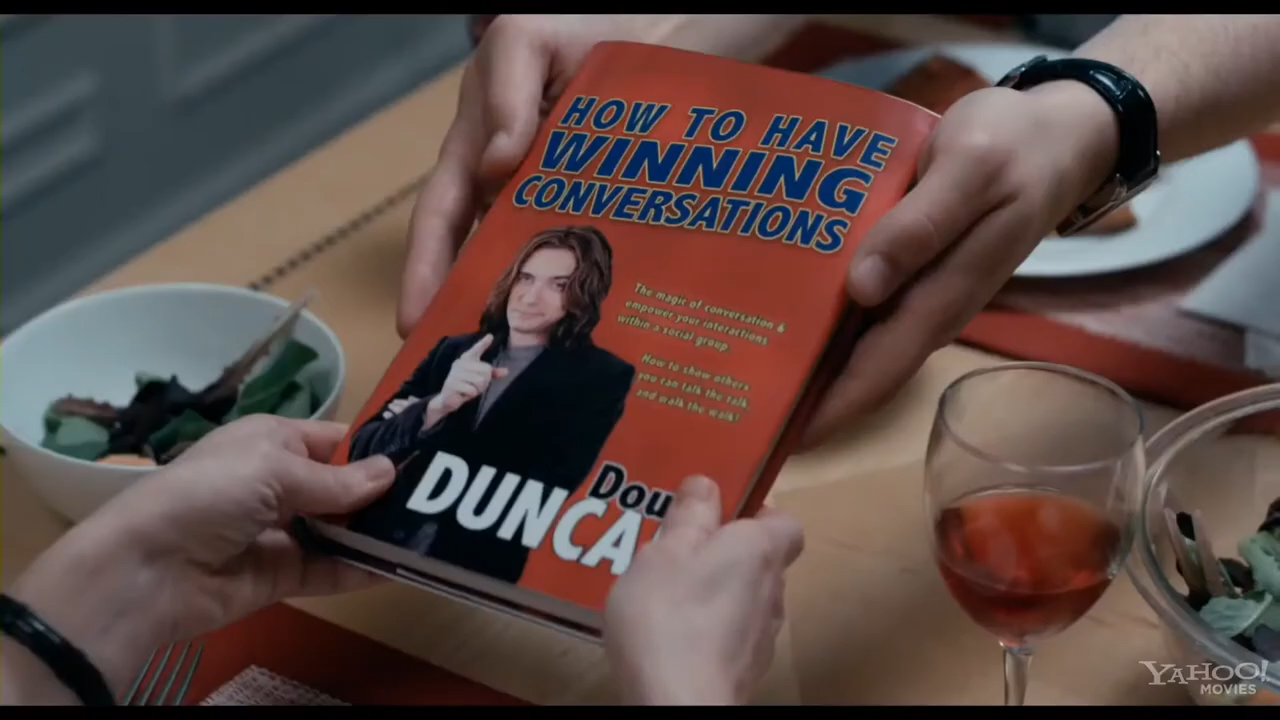 HOW TO HAVE
WINNING
CONVERSATIONS
The magic of conversation &
empower your interactions
within a social group.
How to show others
you can talk the talk,
and walk the walk!
Dou
DUNCA
YAHOO!
MOVIES